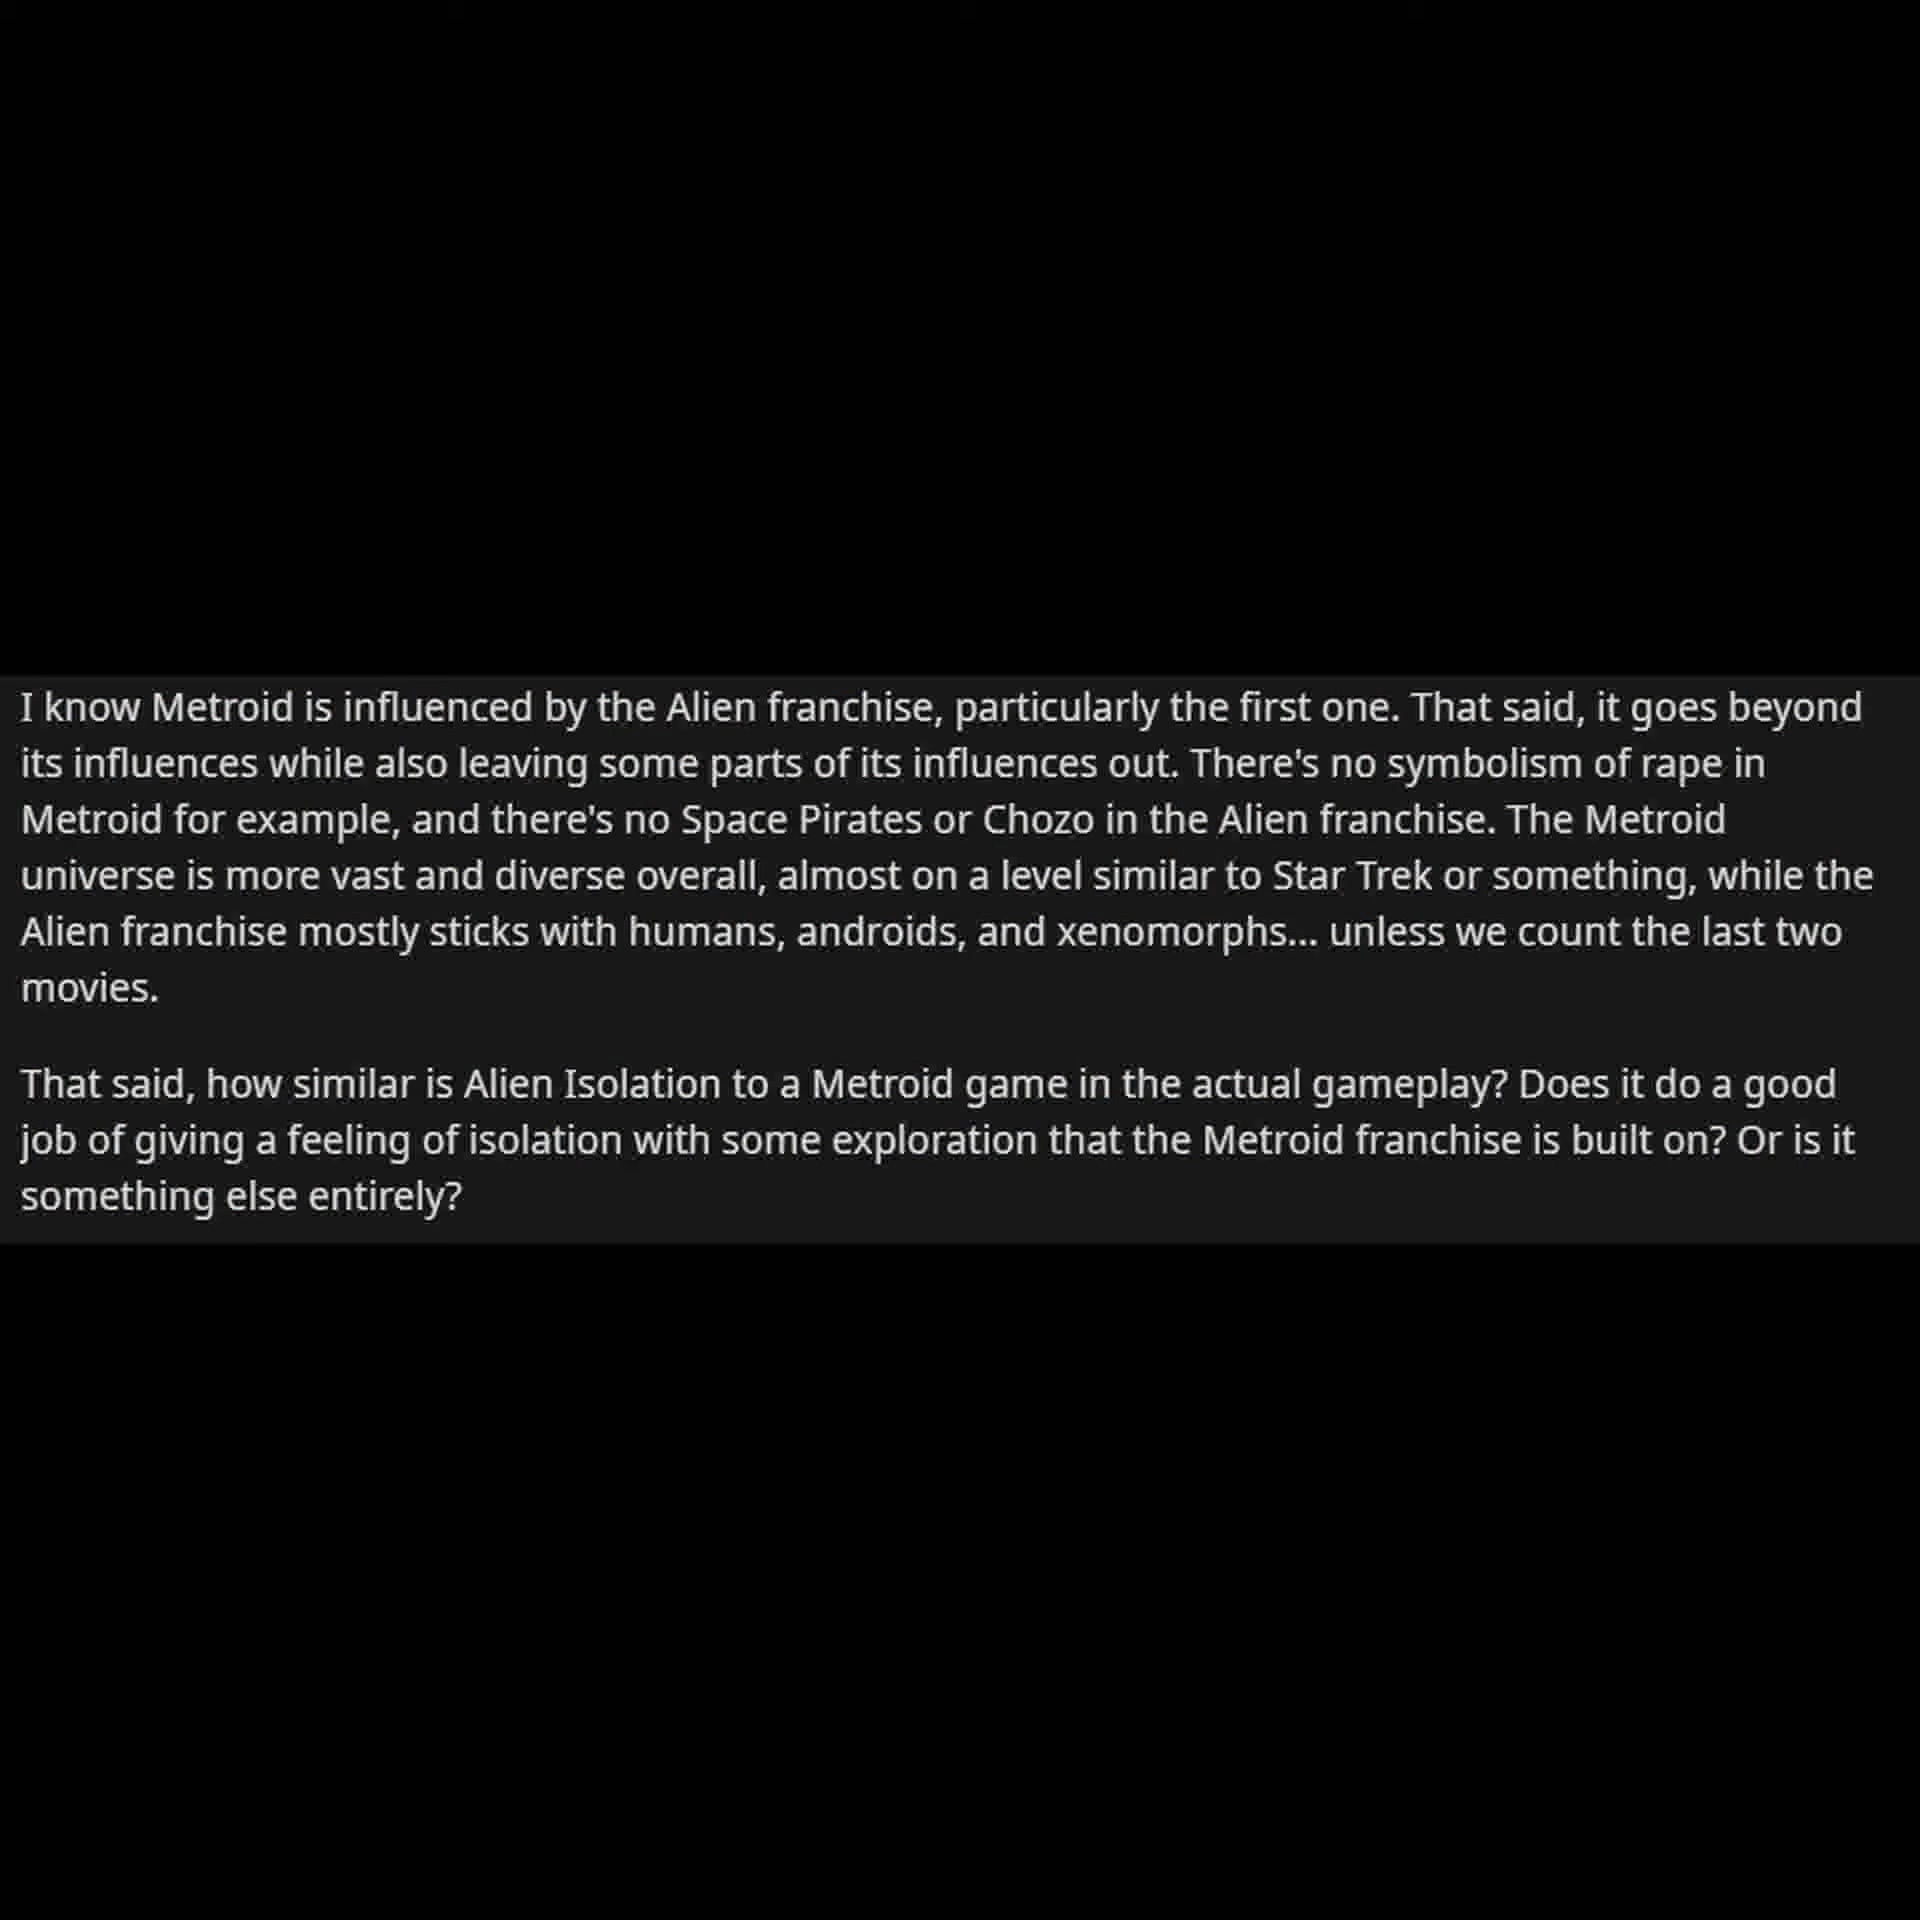 I know Metroid is influenced by the Alien franchise, particularly the first one. That said, it goes beyond
its influences while also leaving some parts of its influences out. There's no symbolism of rape in
Metroid for example, and there's no Space Pirates or Chozo in the Alien franchise. The Metroid
universe is more vast and diverse overall, almost on a level similar to Star Trek or something, while the
Alien franchise mostly sticks with humans, androids, and xenomorphs... unless we count the last two
movies.
That said, how similar is Alien Isolation to a Metroid game in the actual gameplay? Does it do a good
job of giving a feeling of isolation with some exploration that the Metroid franchise is built on? Or is it
something else entirely?